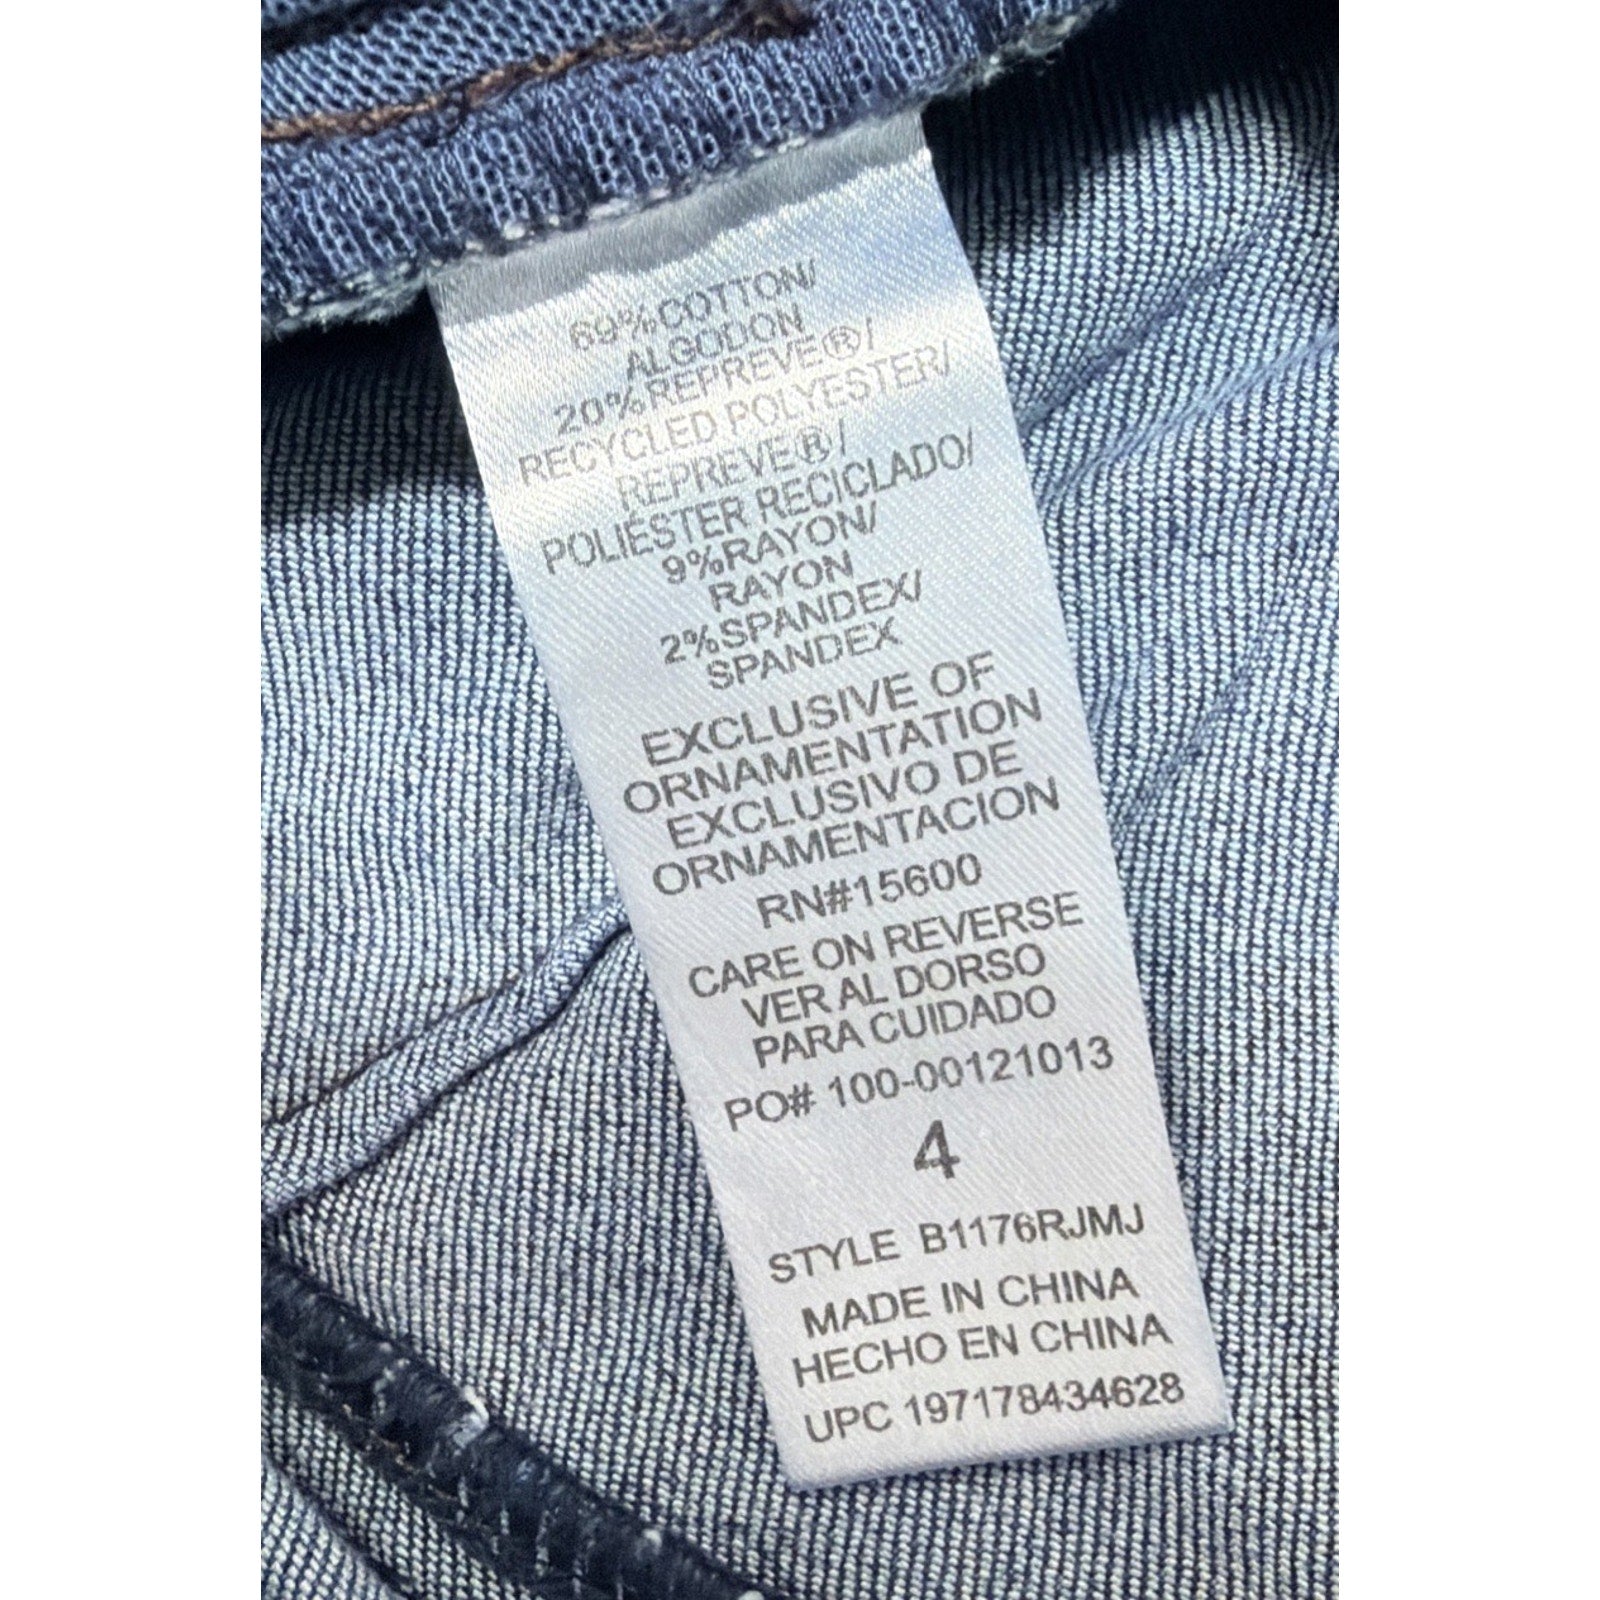 69%COTTON/
ALGODON
20%REPREVE®/
RECYCLED POLYESTER/
REPREVE®/
POLIÉSTER RECICLADO/
9%RAYON/
RAYON
2%SPANDEX/
SPANDEX
EXCLUSIVE OF
ORNAMENTATION
EXCLUSIVO DE
ORNAMENTACION
RN#15600
CARE ON REVERSE
VER AL DORSO
PARA CUIDADO
PO# 100-00121013
4
STYLE B1176RJMJ
MADE IN CHINA
HECHO EN CHINA
UPC 197178434628